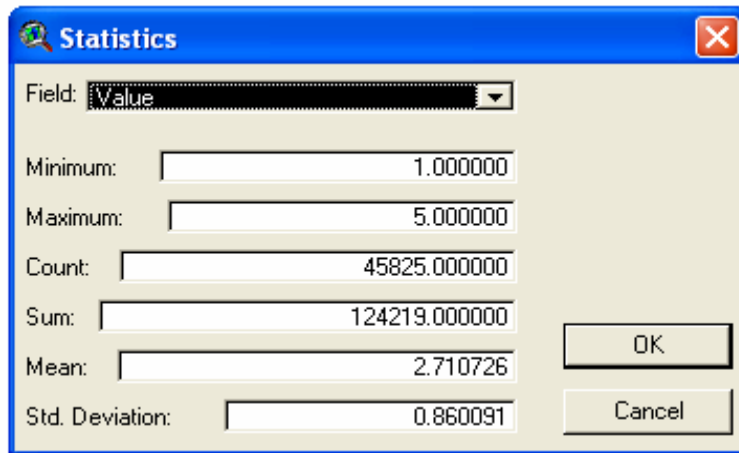 Statistics
Field: Value
Minimum: 1.000000
Maximum: 5.000000
Count: 45825.000000
Sum: 124219.000000
Mean: 2.710726
Std. Deviation: 0.860091
OK
Cancel